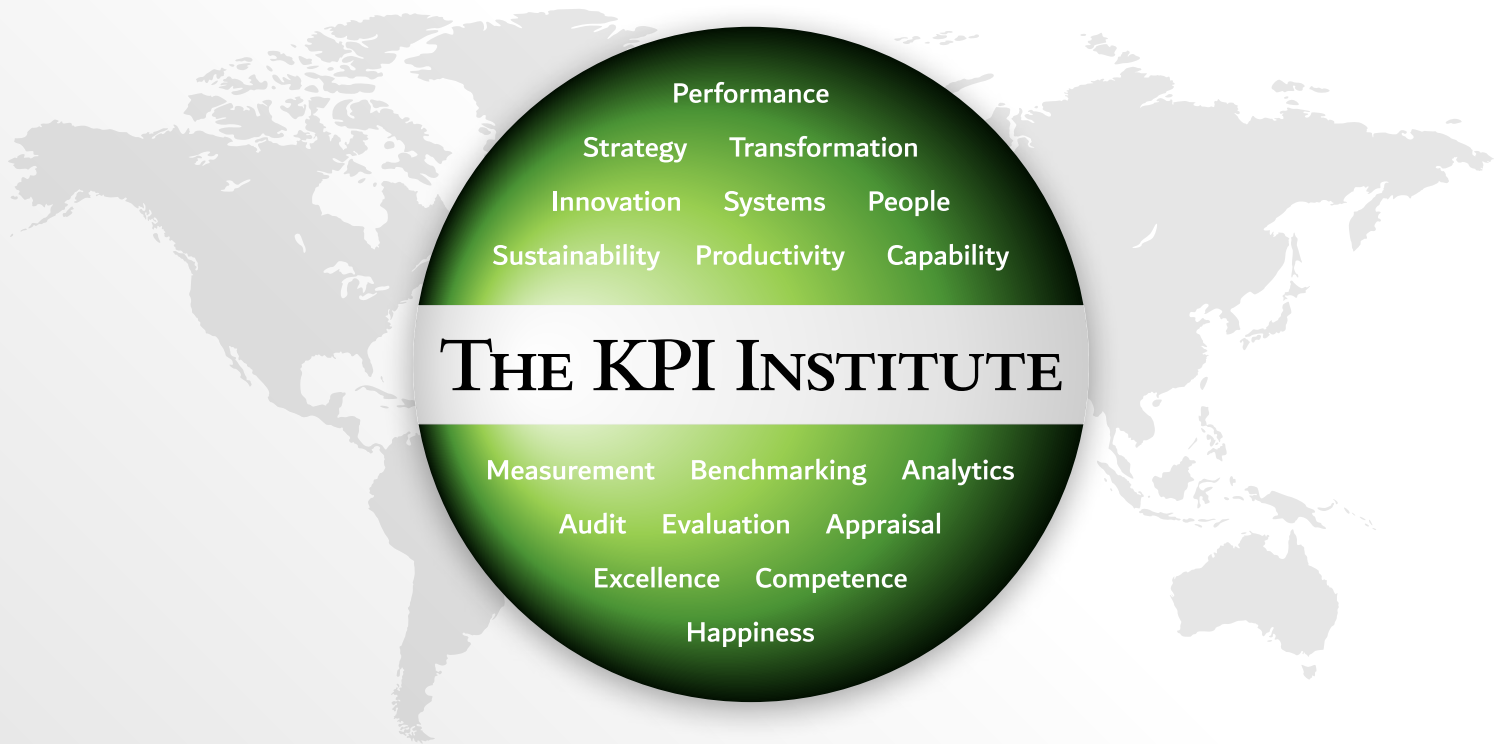 Performance
Strategy Transformation
Innovation Systems People
Sustainability Productivity Capability
The KPI Institute
Measurement Benchmarking Analytics
Audit Evaluation Appraisal
Excellence Competence
Happiness